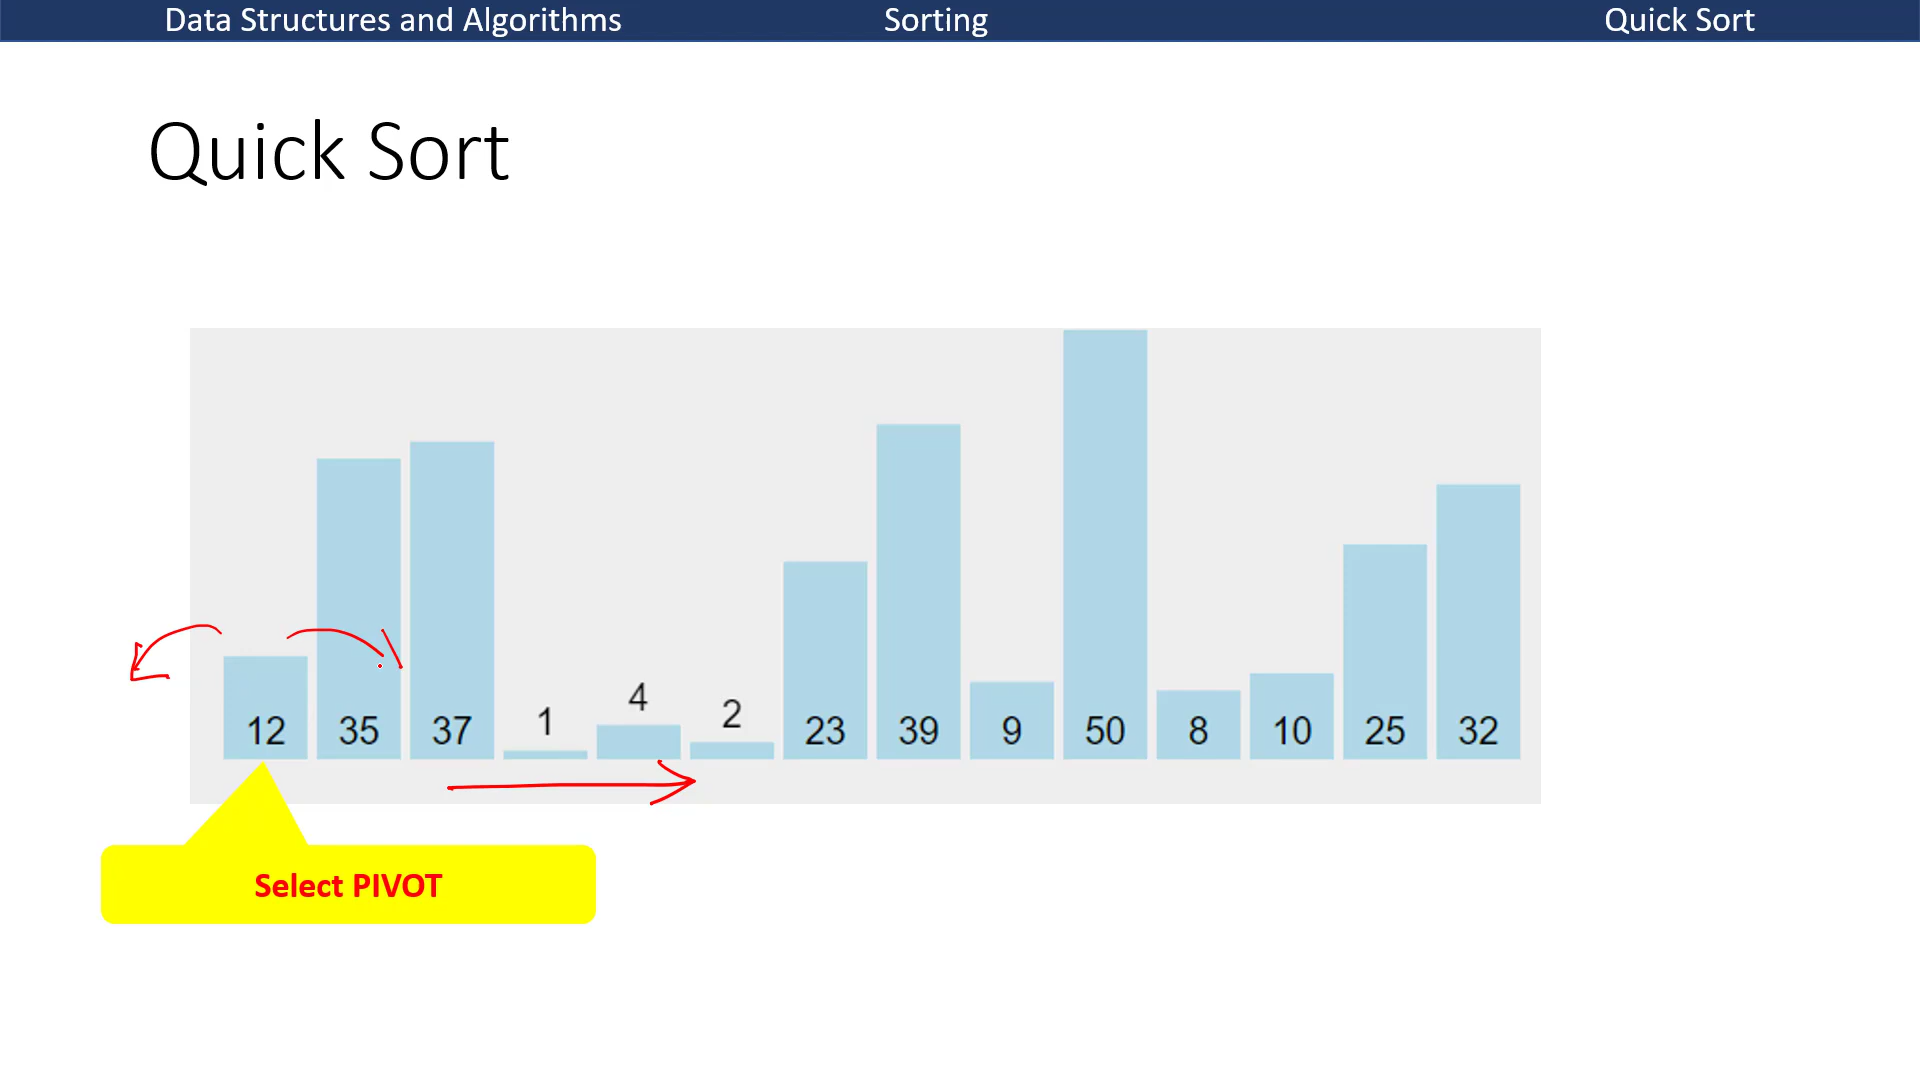 Data Structures and Algorithms Sorting Quick Sort
Quick Sort
12 35 37 1 4 2 23 39 9 50 8 10 25 32
Select PIVOT